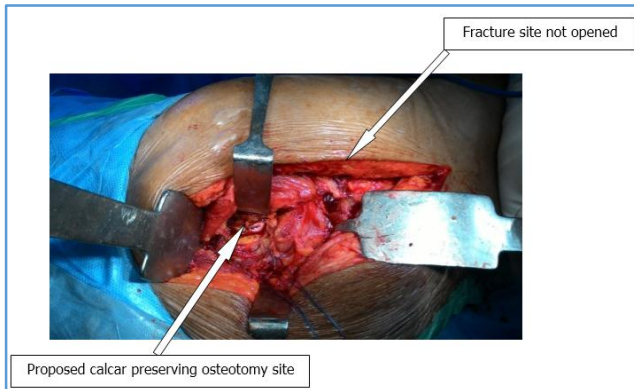 Fracture site not opened
Proposed calcar preserving osteotomy site